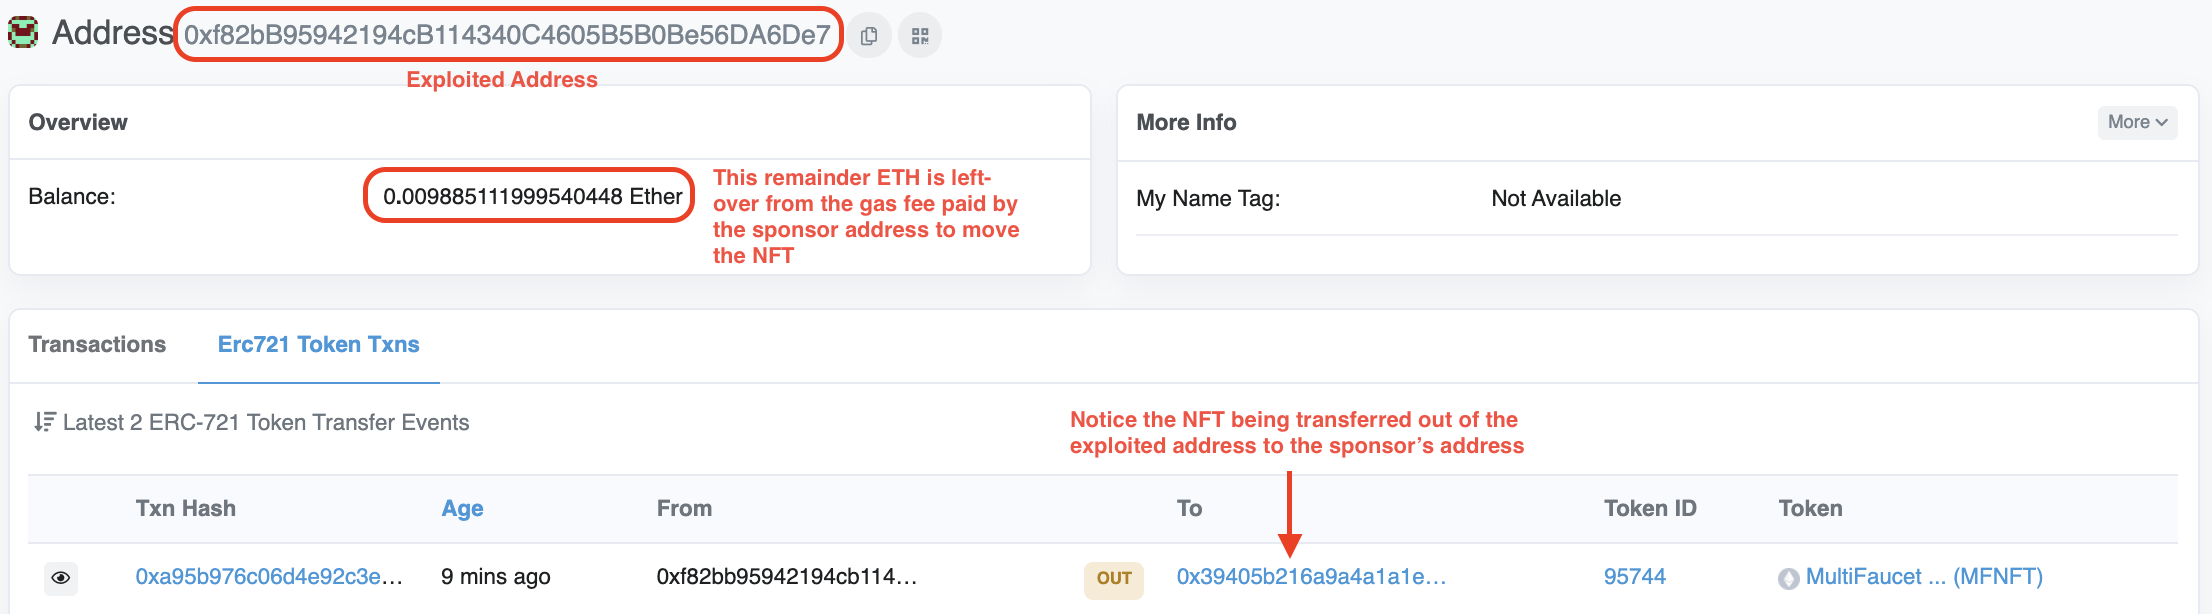 Address 0xf82bB95942194cB114340C4605B5B0Be56DA6De7
Exploited Address
Overview
More Info
More
Balance:
0.009885111999540448 Ether
This remainder ETH is left-
over from the gas fee paid by
the sponsor address to move
the NFT
My Name Tag:
Not Available
Transactions
Erc721 Token Txns
Latest 2 ERC-721 Token Transfer Events
Notice the NFT being transferred out of the
exploited address to the sponsor’s address
Txn Hash Age From To Token ID Token
0xa95b976c06d4e92c3e... 9 mins ago 0xf82bb95942194cb114... OUT 0x39405b216a9a4a1a1e... 95744 MultiFaucet ... (MFNFT)